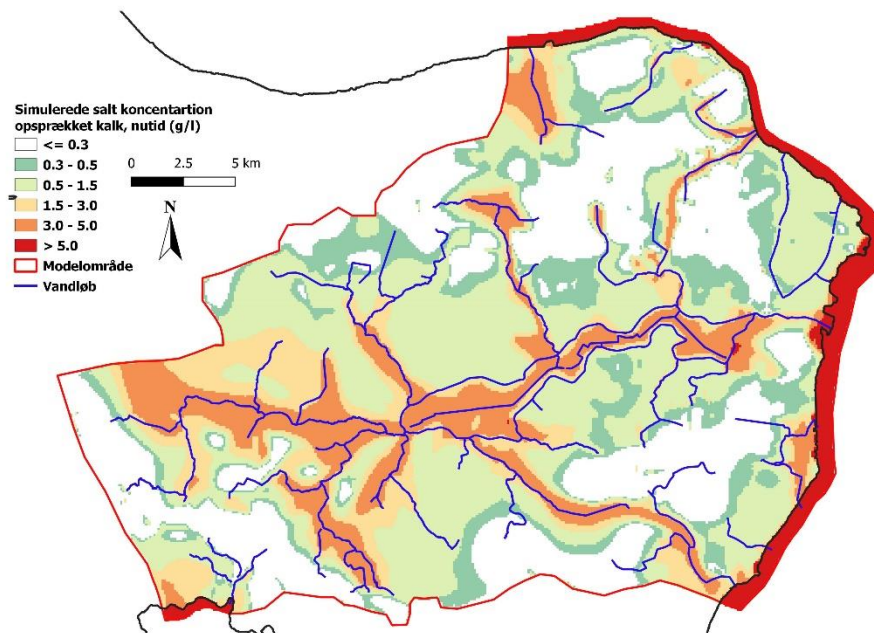 Simulerede salt koncentartion
opsprækket kalk, nutid (g/l)
<= 0.3
0.3 - 0.5
0.5 - 1.5
1.5 - 3.0
3.0 - 5.0
> 5.0
Modelområde
Vandløb
0 2.5 5 km
N